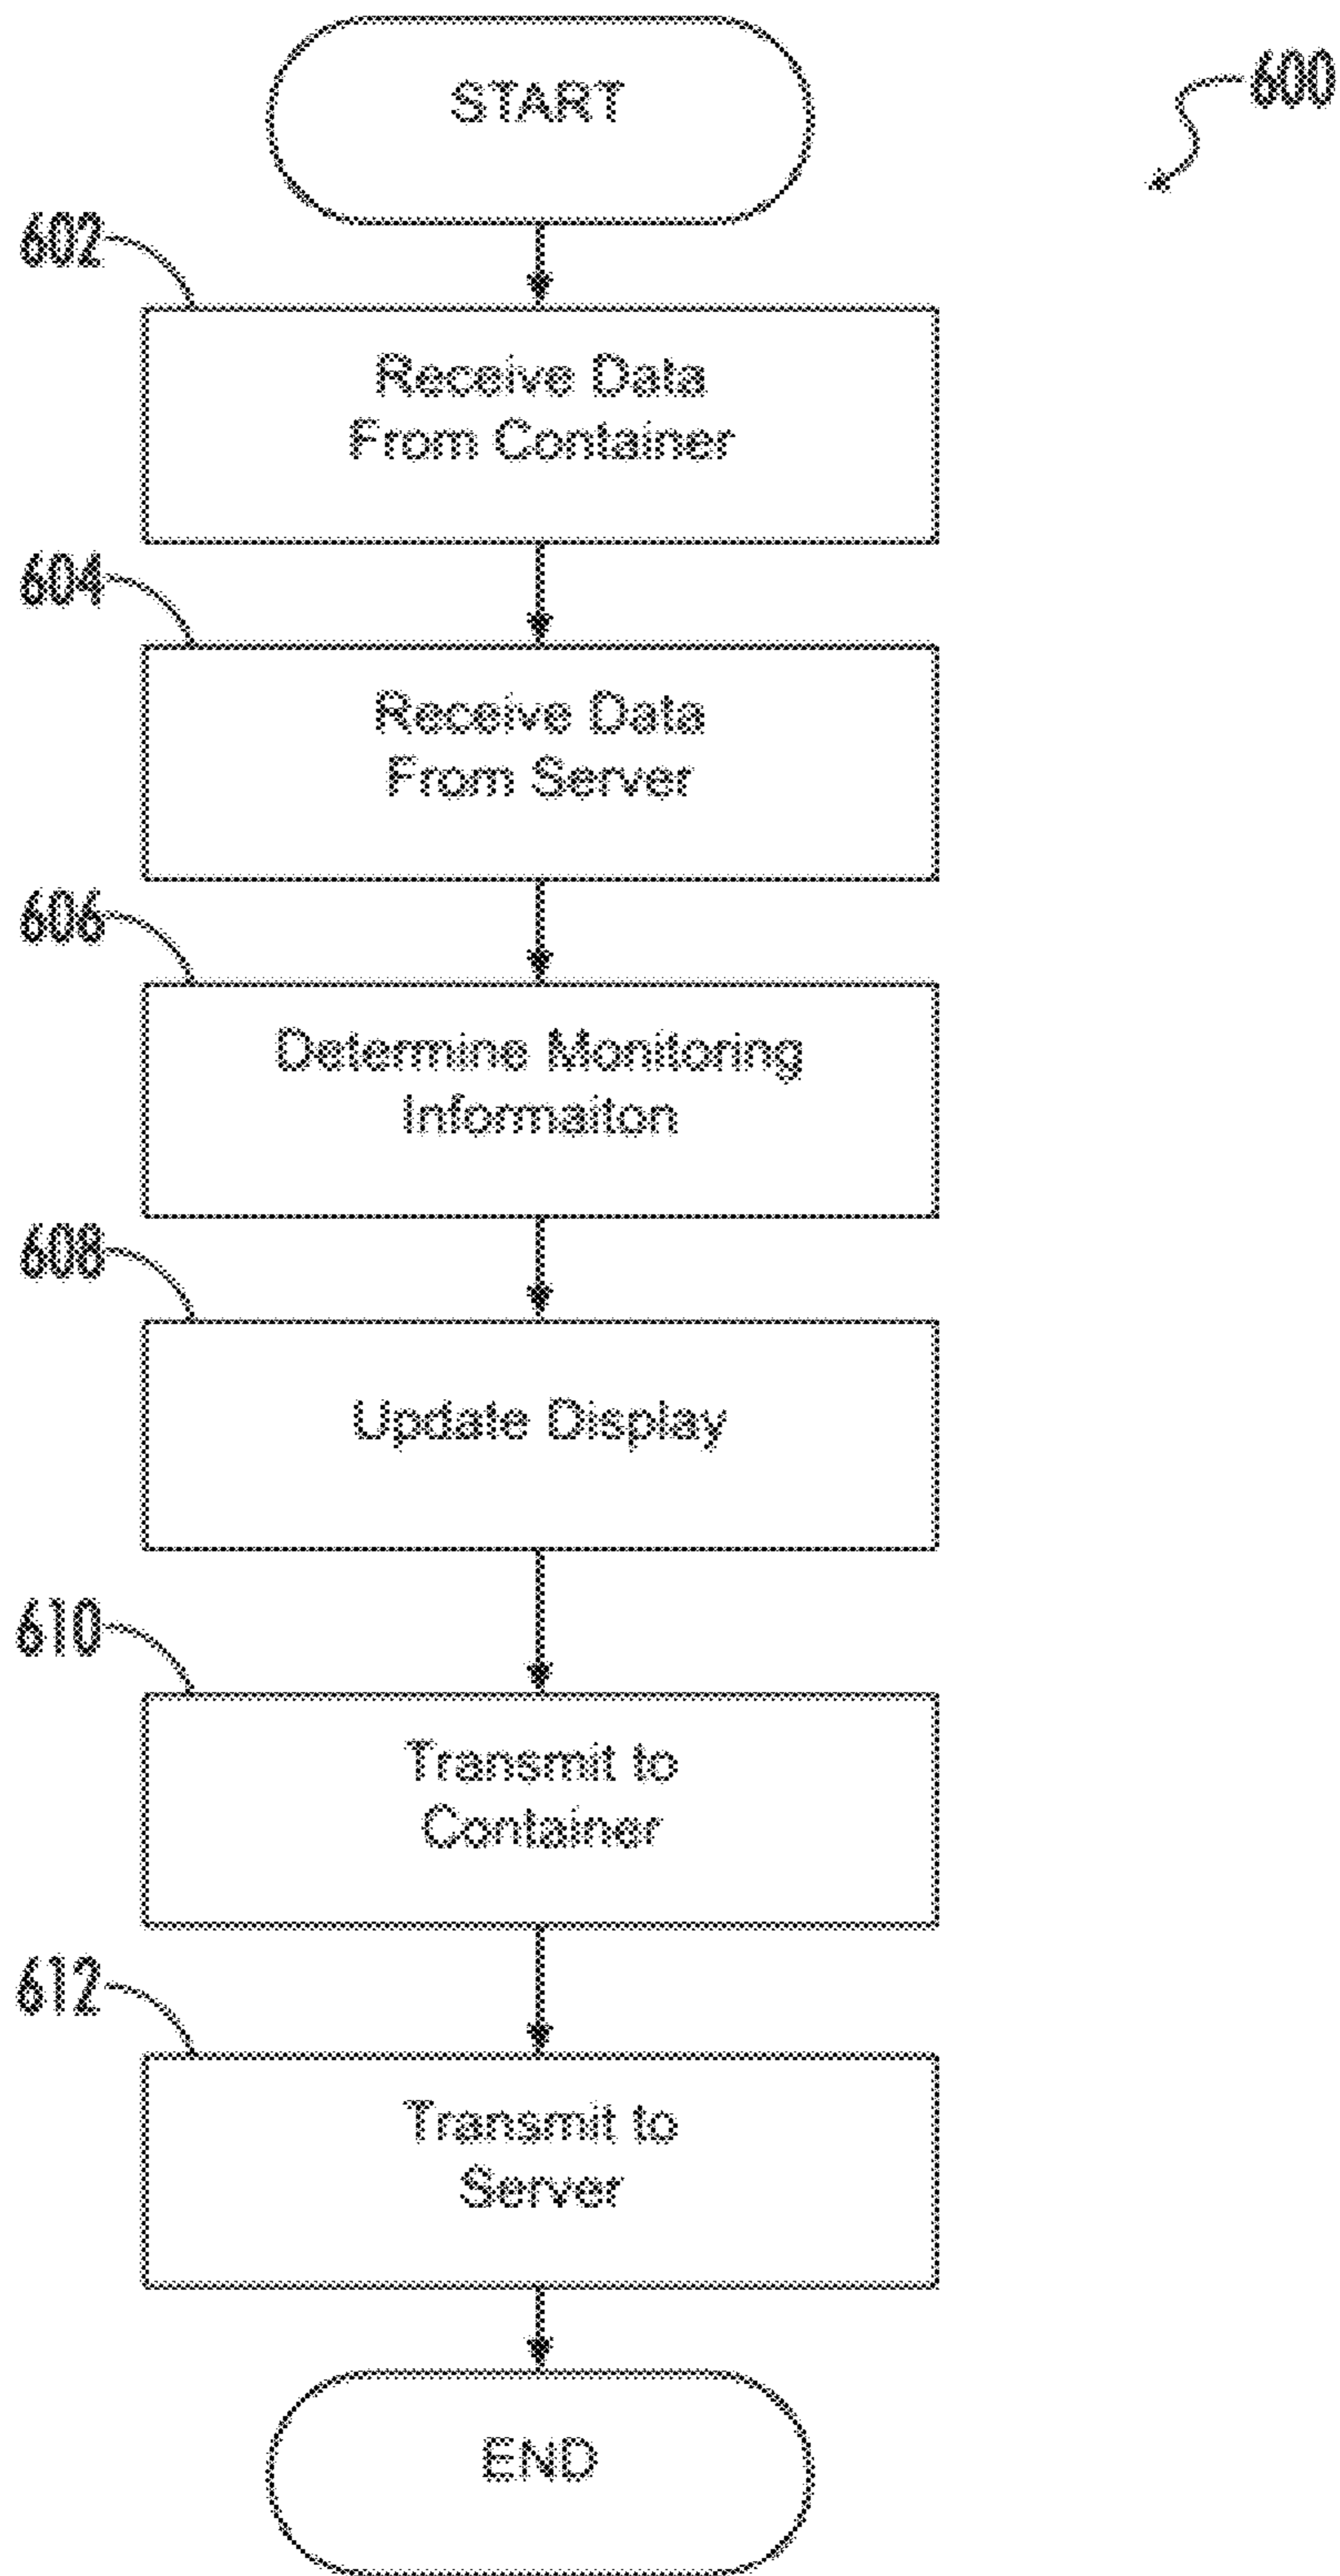 START
600
602
Receive Data
From Container
604
Receive Data
From Server
606
Determine Monitoring
Informaiton
608
Update Display
610
Transmit to
Container
612
Transmit to
Server
END